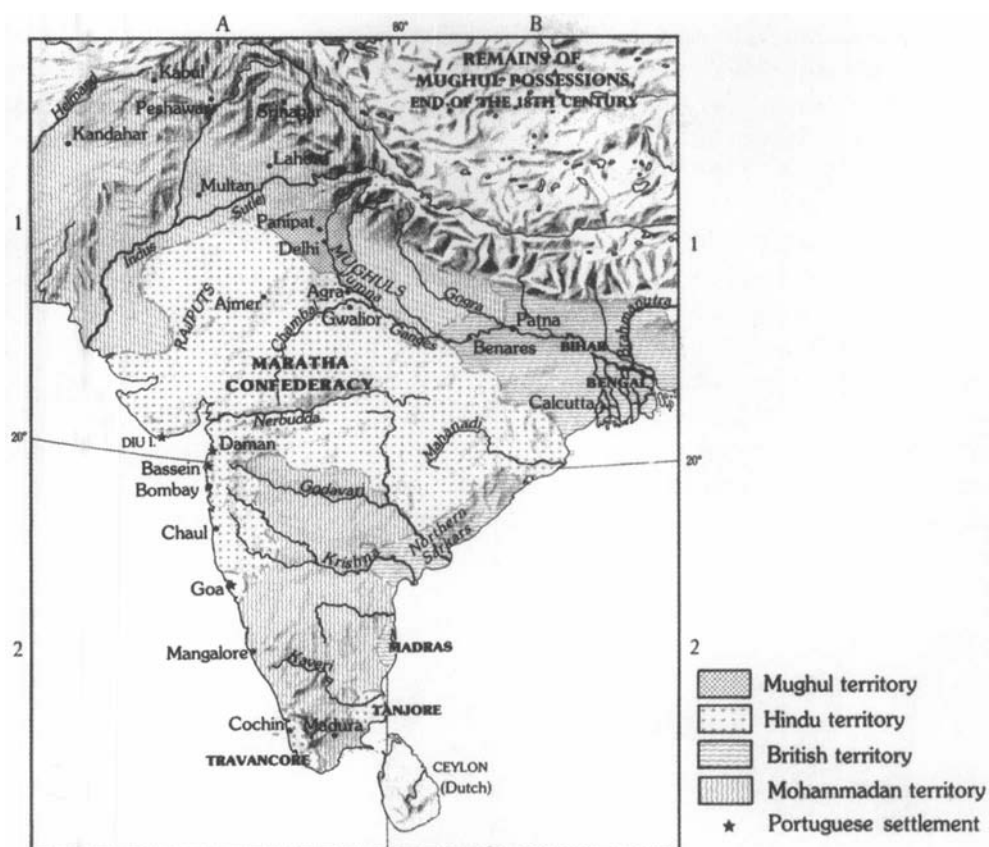 A
B
80°
REMAINS OF
MUGHUL POSSESSIONS,
END OF THE 18TH CENTURY
Helmand
Kabul
Peshawar
Srinagar
Kandahar
Lahore
Multan
Sutlej
1
1
Panipat
Indus
Delhi
MUGHULS
Jumna
Gogra
Agra
Ajmer
RAJPUTS
Chambal
Gwalior
Ganges
Patna
Brahmaputra
Benares
BIHAR
MARATHA
CONFEDERACY
BENGAL
Calcutta
Nerbudda
20°
DIU I.
Daman
Mahanadi
20°
Bassein
Bombay
Godavari
Chaul
Northern
Sarkars
Krishna
Goa
2
2
Mangalore
Kaveri
MADRAS
Cochin
Madura
TANJORE
TRAVANCORE
CEYLON
(Dutch)
Mughul territory
Hindu territory
British territory
Mohammadan territory
Portuguese settlement